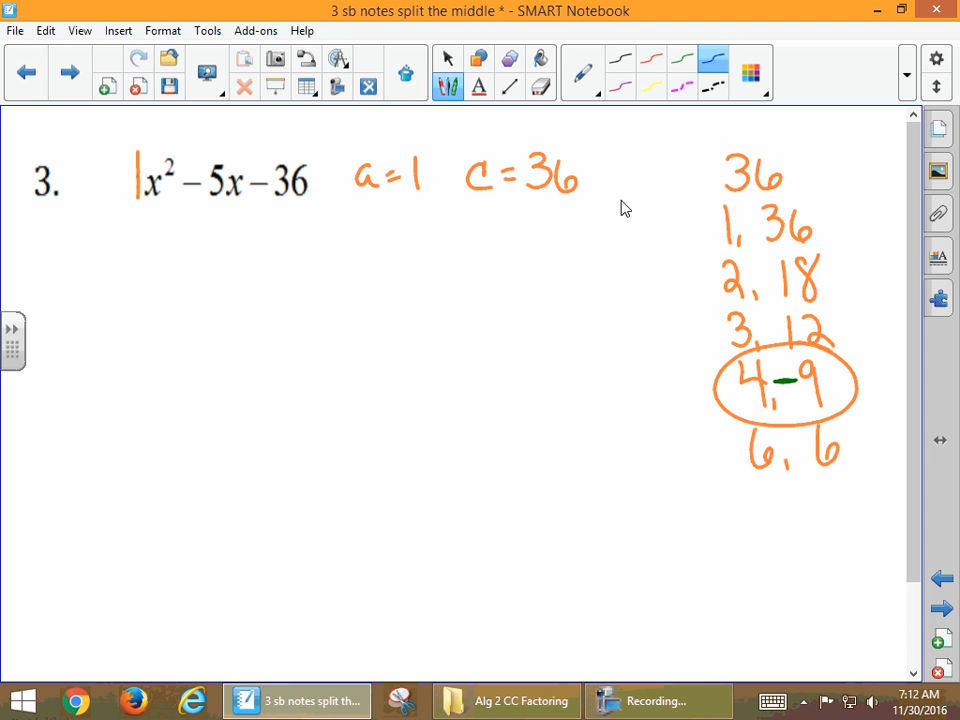 3 sb notes split the middle * - SMART Notebook
File Edit View Insert Format Tools Add-ons Help
3. 1x² – 5x – 36 a=1 c=36
36
1, 36
2, 18
3, 12
4, -9
6, 6
3 sb notes split th...
Alg 2 CC Factoring
Recording...
7:12 AM
11/30/2016